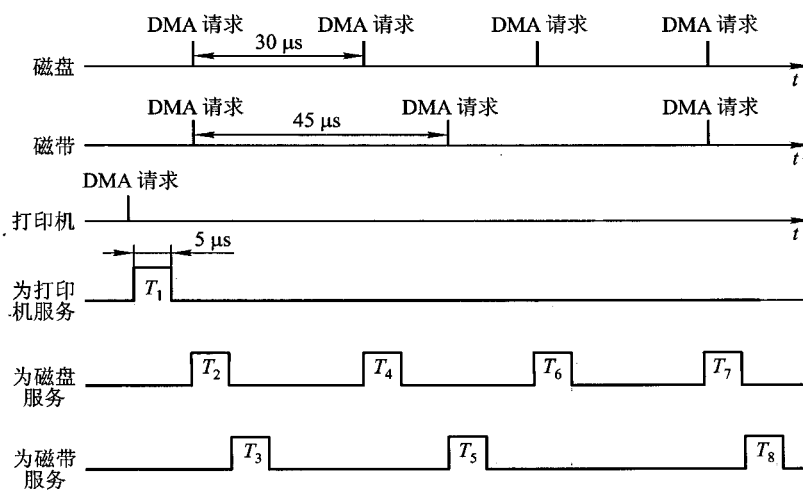 DMA 请求 DMA 请求 DMA 请求 DMA 请求
30 μs
磁盘
t
DMA 请求 DMA 请求 DMA 请求
45 μs
磁带
t
DMA 请求
打印机
t
5 μs
T1
为打印
机服务
T2 T4 T6 T7
为磁盘
服务
T3 T5 T8
为磁带
服务